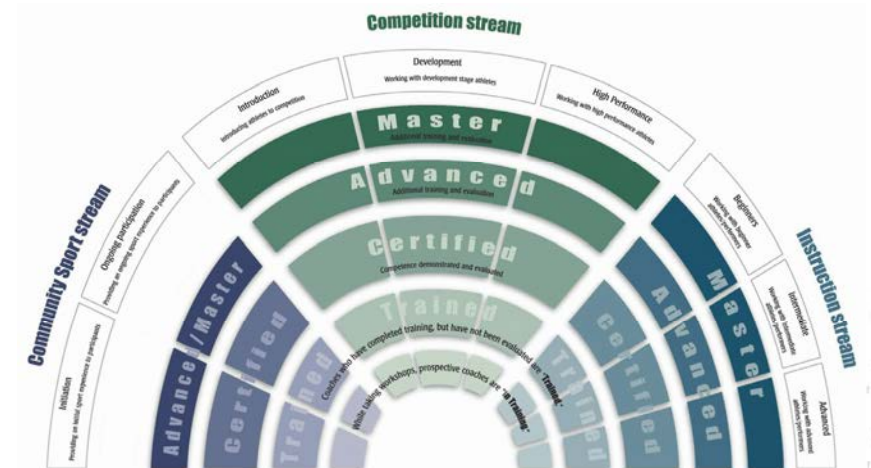 Competition stream
Introduction
Introducing athletes to competition
Development
Working with development stage athletes
High Performance
Working with high performance athletes
Master
Additional training and evaluation
Advanced
Additional training and evaluation
Certified
Competence demonstrated and evaluated
Trained
Coaches who have completed training, but have not been evaluated are "Trained."
While taking workshops, prospective coaches are "in Training."
Community Sport stream
Ongoing participation
Providing an ongoing sport experience to participants
Initiation
Providing an initial sport experience to participants
Advanced/Master
Certified
Trained
Instruction stream
Beginners
Working with beginner
athletes/performers
Intermediate
Working with intermediate
athletes/performers
Advanced
Working with advanced
athletes/performers
Master
Advanced
Certified
Trained